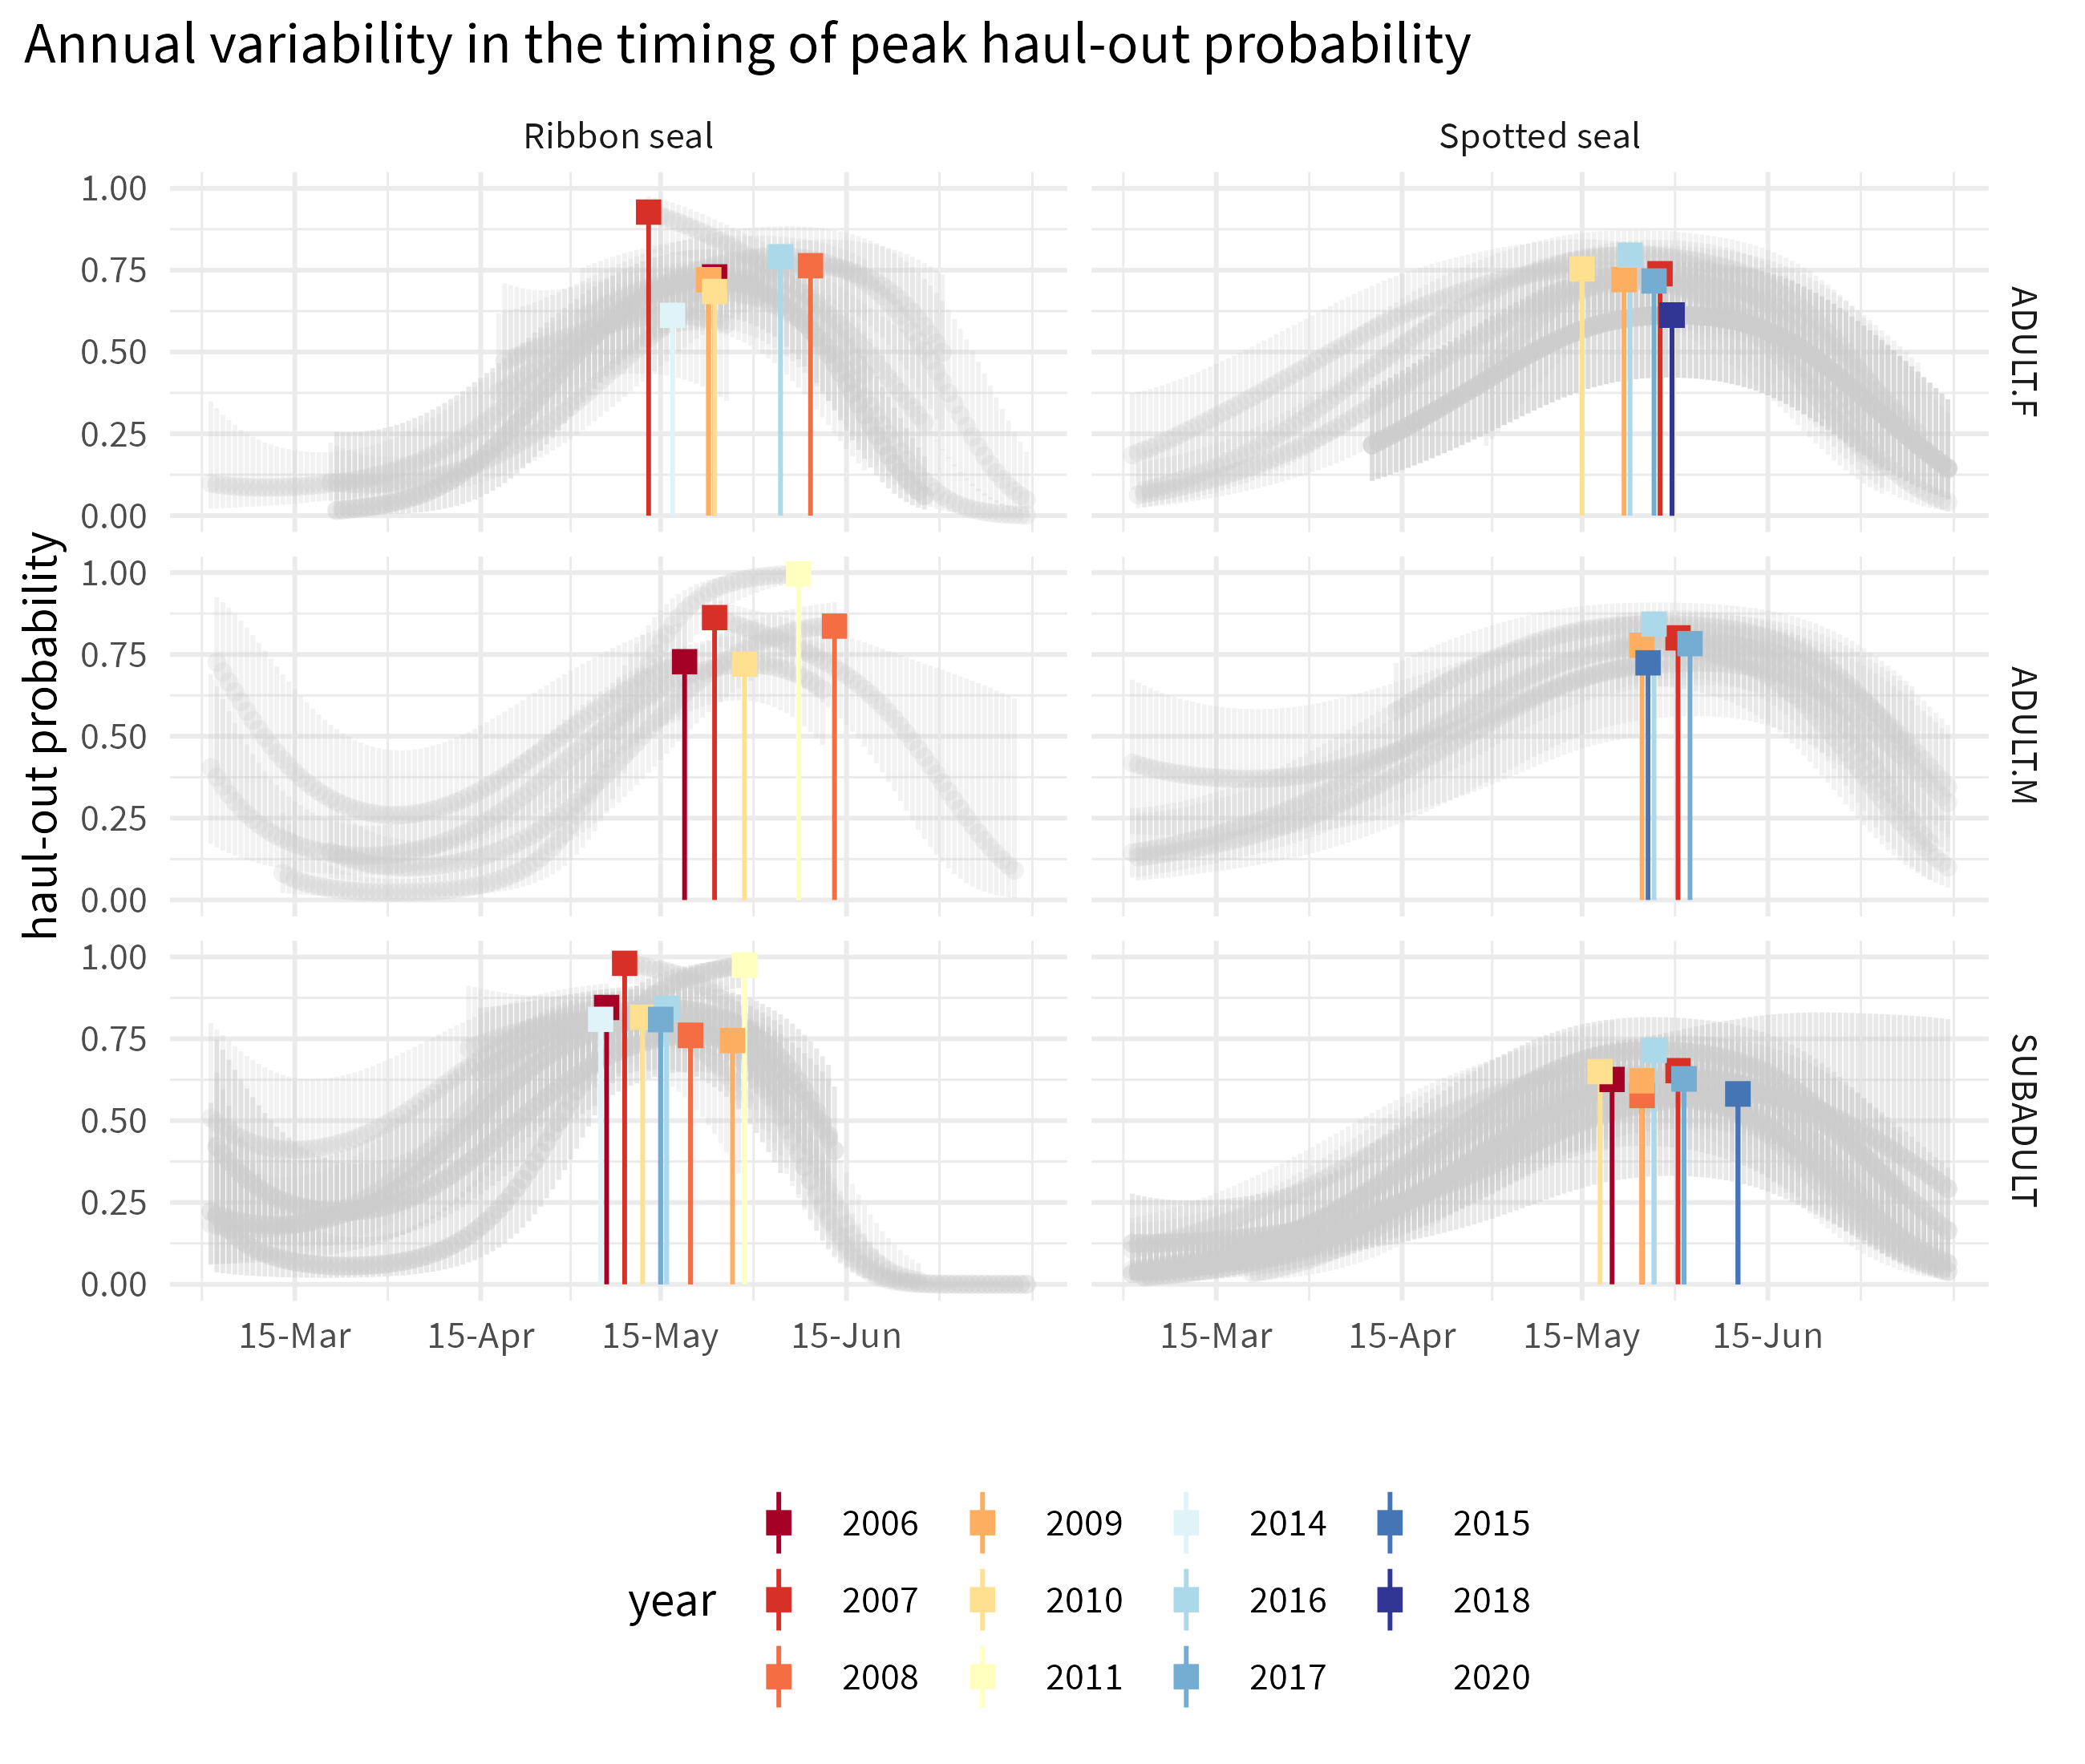 Annual variability in the timing of peak haul-out probability
Ribbon seal
Spotted seal
haul-out probability
1.00
0.75
0.50
0.25
0.00
ADULT.F
1.00
0.75
0.50
0.25
0.00
ADULT.M
1.00
0.75
0.50
0.25
0.00
SUBADULT
15-Mar 15-Apr 15-May 15-Jun
15-Mar 15-Apr 15-May 15-Jun
year
2006 2009 2014 2015
2007 2010 2016 2018
2008 2011 2017 2020